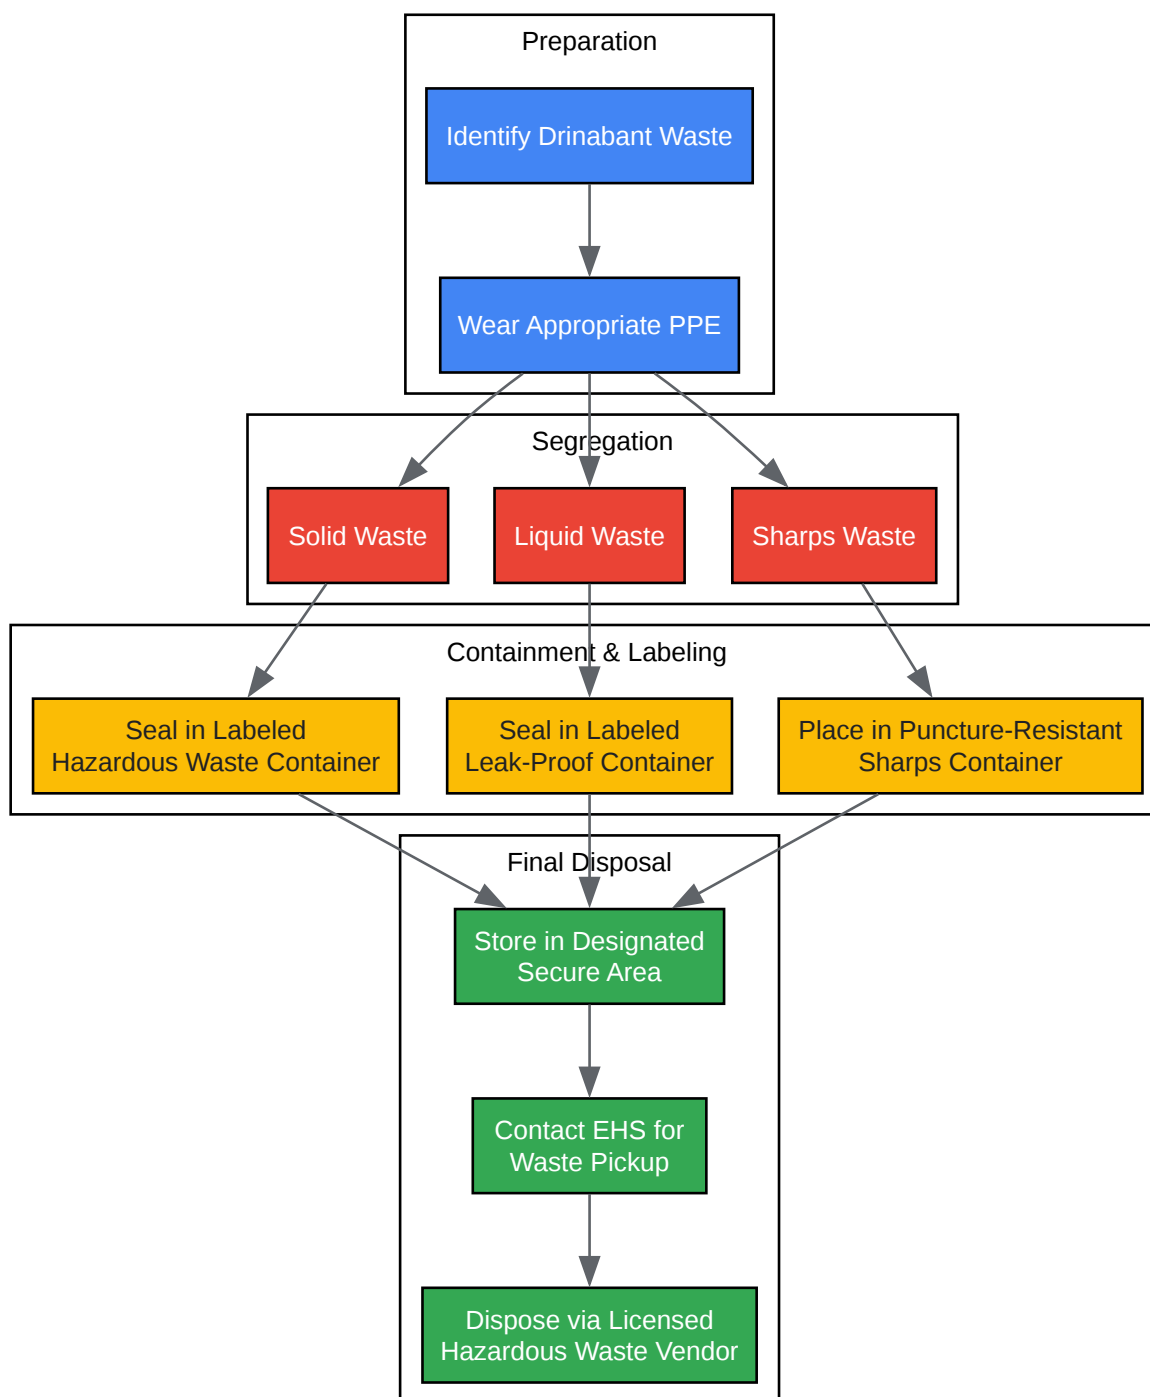 Preparation
Identify Drinabant Waste
Wear Appropriate PPE
Segregation
Solid Waste
Liquid Waste
Sharps Waste
Containment & Labeling
Seal in Labeled
Hazardous Waste Container
Seal in Labeled
Leak-Proof Container
Place in Puncture-Resistant
Sharps Container
Final Disposal
Store in Designated
Secure Area
Contact EHS for
Waste Pickup
Dispose via Licensed
Hazardous Waste Vendor